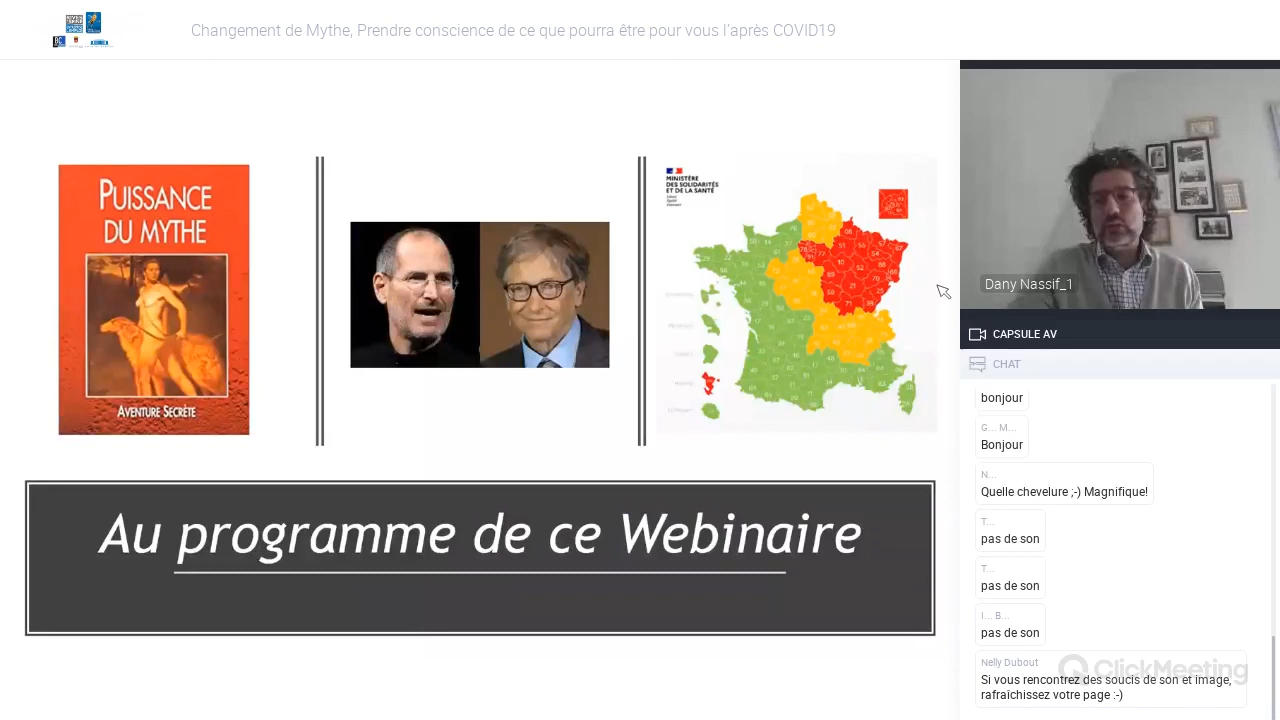 Changement de Mythe, Prendre conscience de ce que pourra être pour vous l'après COVID19
PUISSANCE
DU MYTHE
AVENTURE SECRÈTE
MINISTÈRE
DES SOLIDARITÉS
ET DE LA SANTÉ
Au programme de ce Webinaire
Dany Nassif_1
CAPSULE AV
CHAT
bonjour
G... M...
Bonjour
N...
Quelle chevelure ;-) Magnifique!
T...
pas de son
T...
pas de son
I... B...
pas de son
Nelly Dubout
Si vous rencontrez des soucis de son et image,
rafraîchissez votre page :-)
ClickMeeting